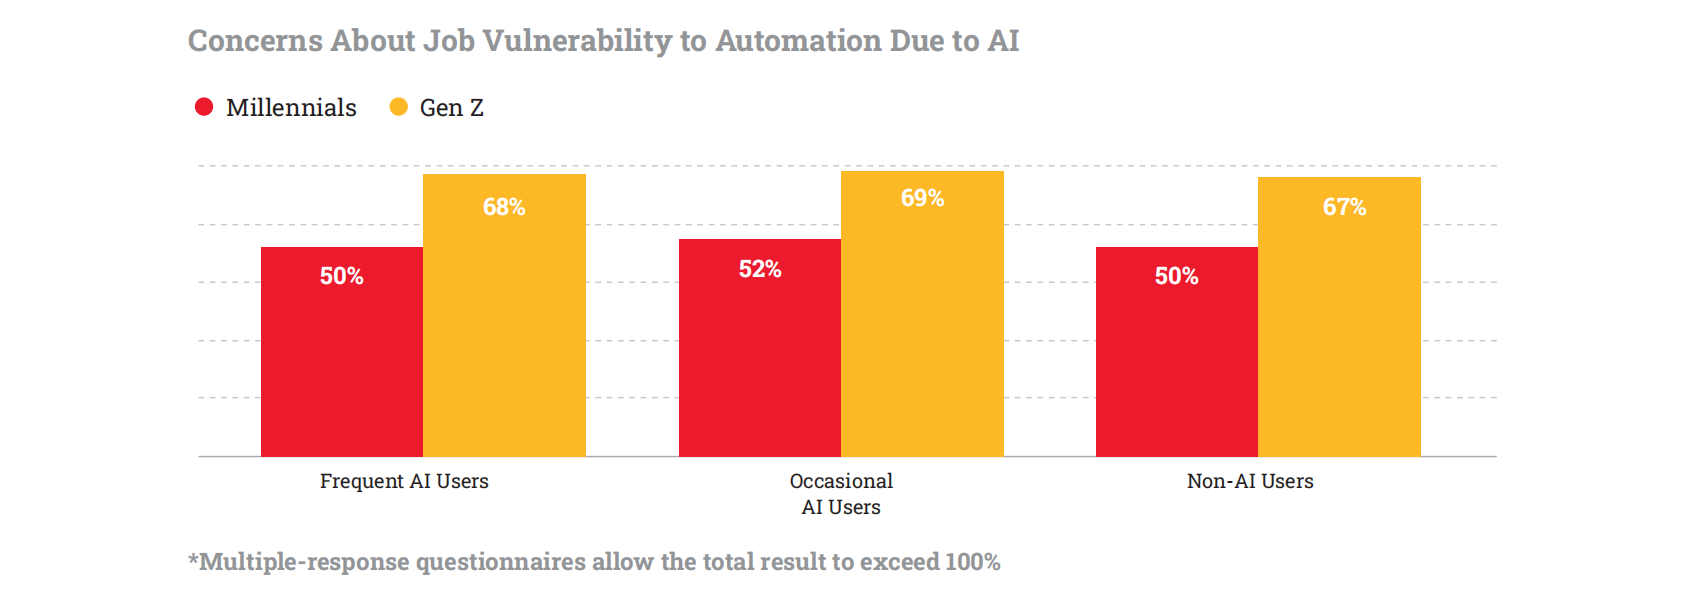 Concerns About Job Vulnerability to Automation Due to AI
Millennials
Gen Z
50%
68%
52%
69%
50%
67%
Frequent AI Users
Occasional
AI Users
Non-AI Users
*Multiple-response questionnaires allow the total result to exceed 100%